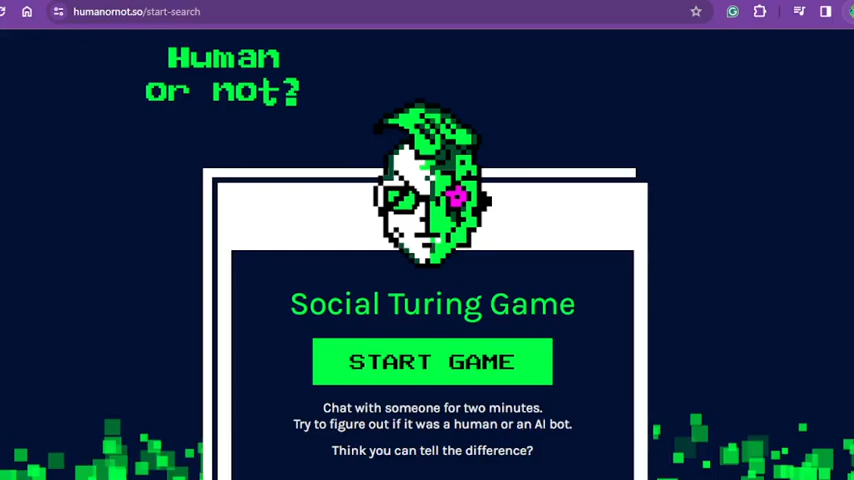 humanornot.so/start-search
Human
or not?
Social Turing Game
START GAME
Chat with someone for two minutes.
Try to figure out if it was a human or an AI bot.
Think you can tell the difference?